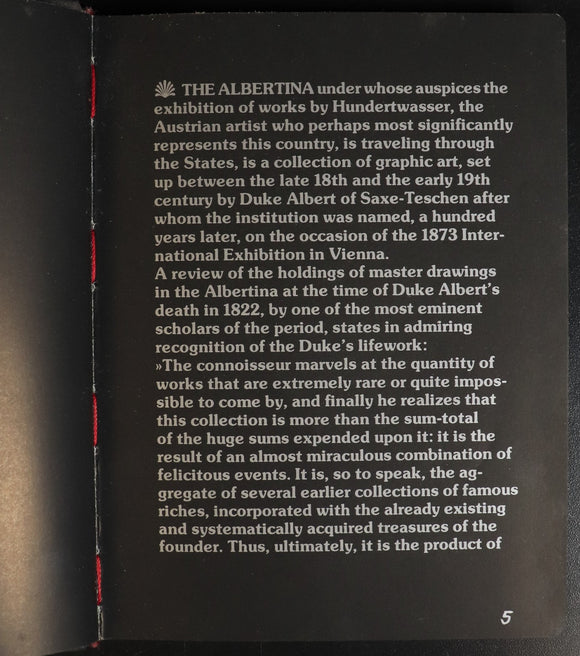 THE ALBERTINA under whose auspices the
exhibition of works by Hundertwasser, the
Austrian artist who perhaps most significantly
represents this country, is traveling through
the States, is a collection of graphic art, set
up between the late 18th and the early 19th
century by Duke Albert of Saxe-Teschen after
whom the institution was named, a hundred
years later, on the occasion of the 1873 Inter-
national Exhibition in Vienna.
A review of the holdings of master drawings
in the Albertina at the time of Duke Albert's
death in 1822, by one of the most eminent
scholars of the period, states in admiring
recognition of the Duke's lifework:
»The connoisseur marvels at the quantity of
works that are extremely rare or quite impos-
sible to come by, and finally he realizes that
this collection is more than the sum-total
of the huge sums expended upon it: it is the
result of an almost miraculous combination of
felicitous events. It is, so to speak, the ag-
gregate of several earlier collections of famous
riches, incorporated with the already existing
and systematically acquired treasures of the
founder. Thus, ultimately, it is the product of
5